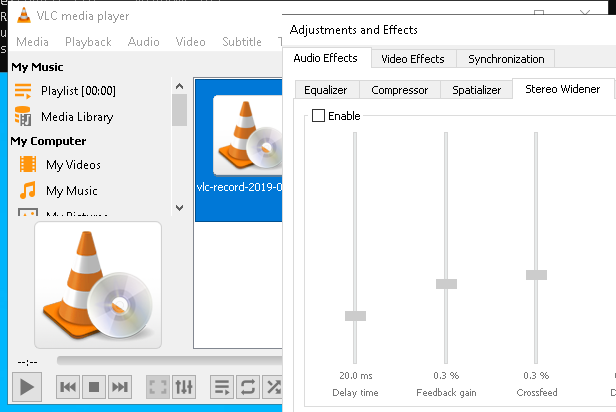 VLC media player
Media Playback Audio Video Subtitle
My Music
Playlist [00:00]
Media Library
My Computer
My Videos
My Music
My Pictures
vlc-record-2019-0
--:--
Adjustments and Effects
Audio Effects Video Effects Synchronization
Equalizer Compressor Spatializer Stereo Widener
Enable
20.0 ms 0.3 % 0.3 %
Delay time Feedback gain Crossfeed D